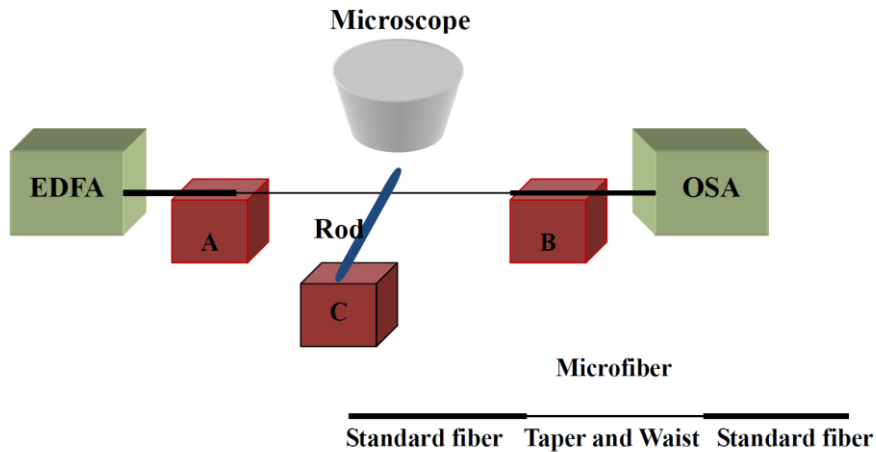 Microscope
EDFA
OSA
A
Rod
B
C
Microfiber
Standard fiber Taper and Waist Standard fiber